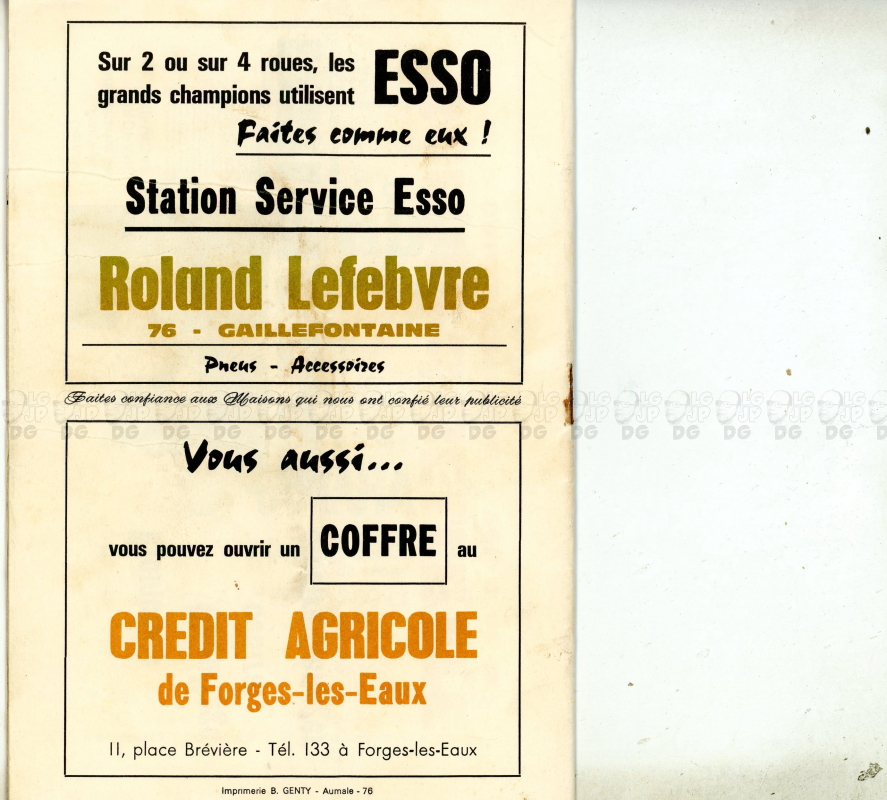 Sur 2 ou sur 4 roues, les
grands champions utilisent ESSO
Faites comme eux !
Station Service Esso
Roland Lefebvre
76 - GAILLEFONTAINE
Pneus - Accessoires
Faites confiance aux Maisons qui nous ont confié leur publicité
Vous aussi...
vous pouvez ouvrir un COFFRE au
CREDIT AGRICOLE
de Forges-les-Eaux
11, place Brévière - Tél. 133 à Forges-les-Eaux
Imprimerie B. GENTY - Aumale - 76